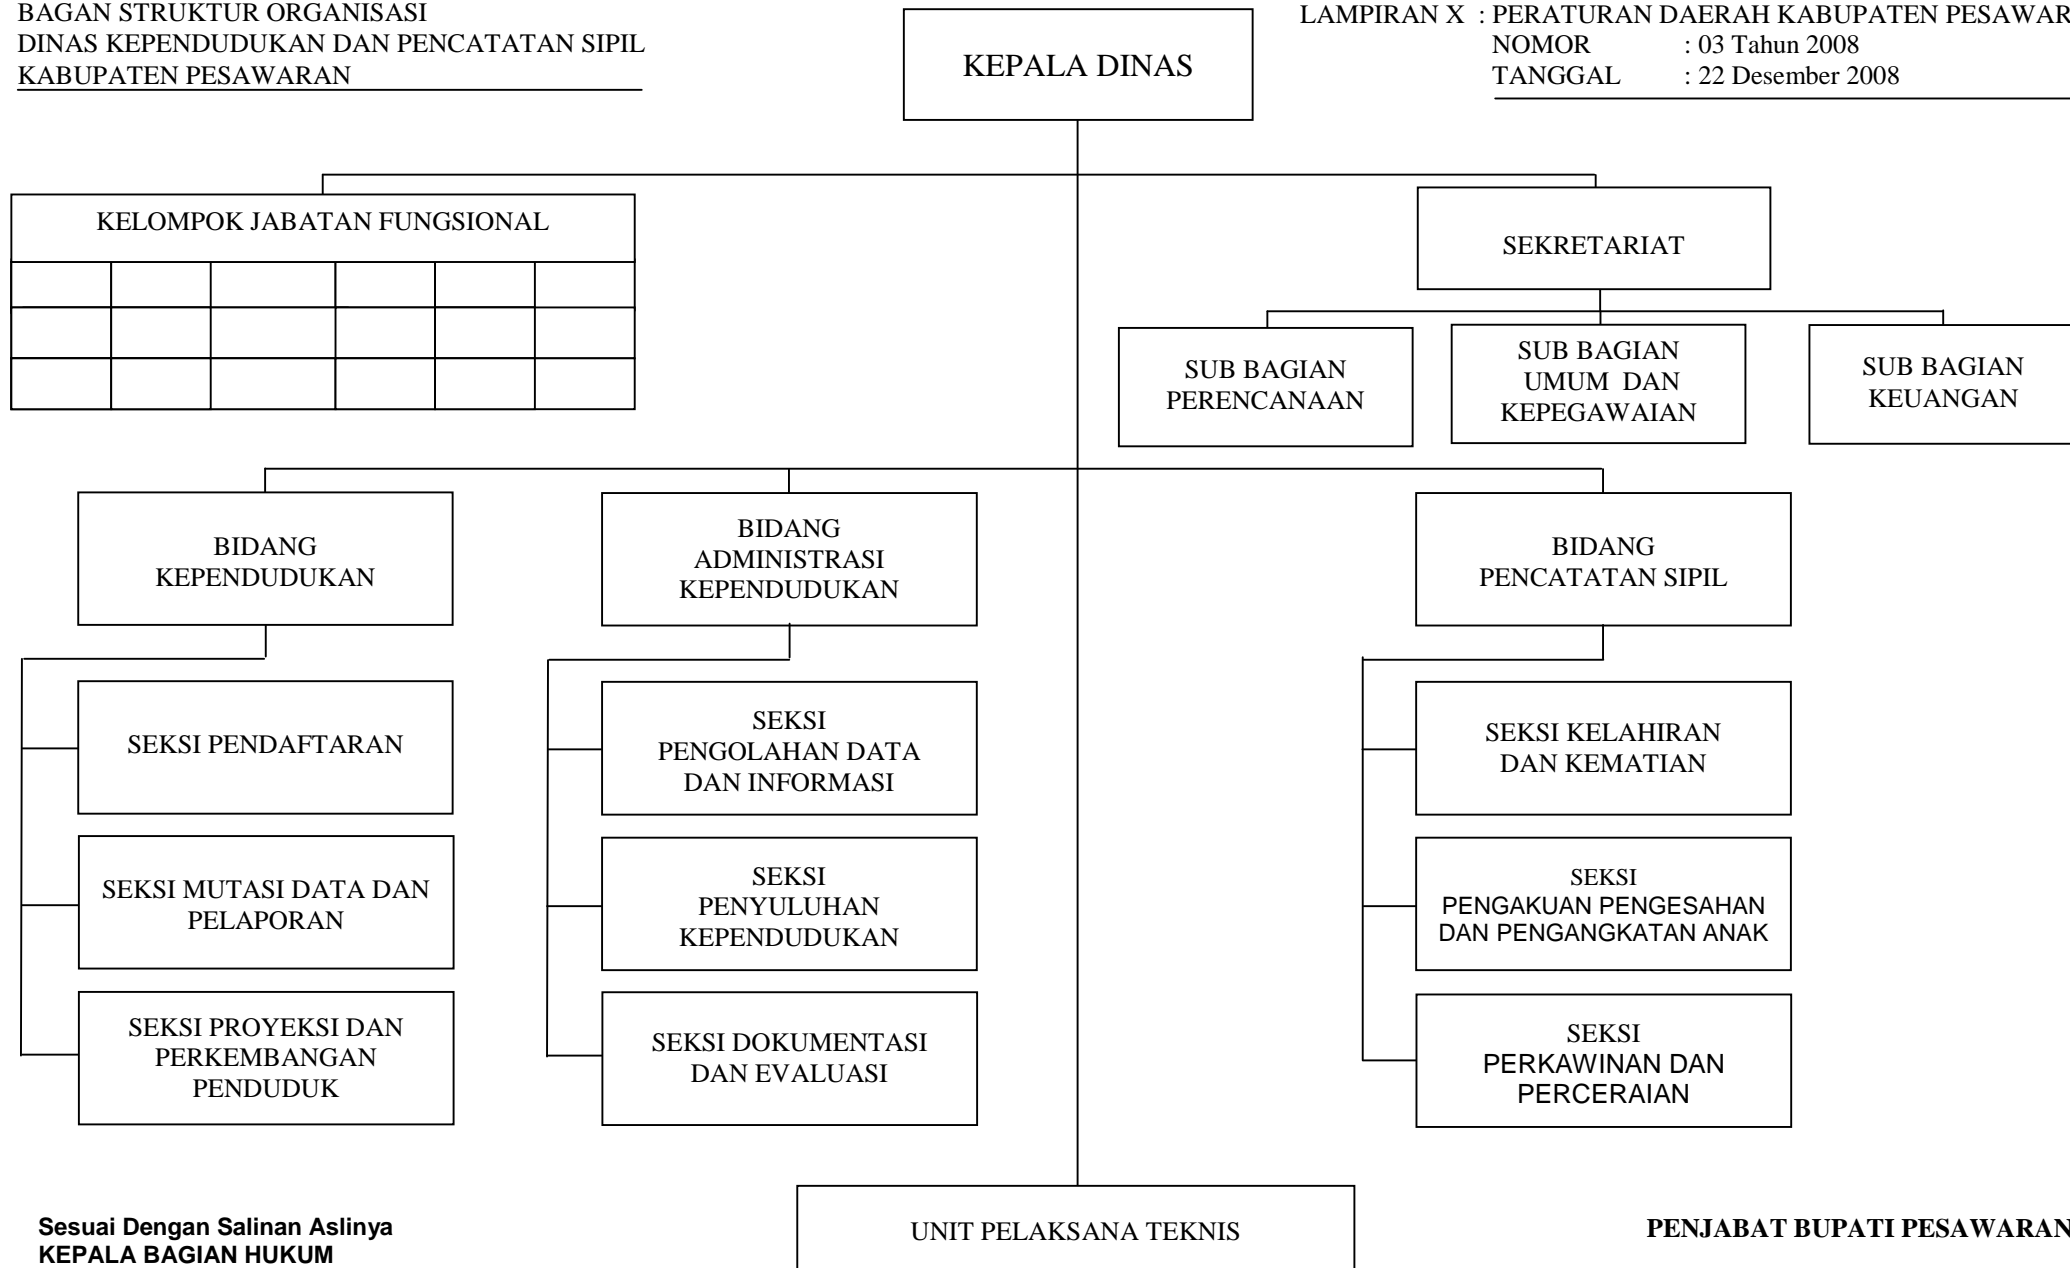 BAGAN STRUKTUR ORGANISASI
DINAS KEPENDUDUKAN DAN PENCATATAN SIPIL
KABUPATEN PESAWARAN
KEPALA DINAS
LAMPIRAN X : PERATURAN DAERAH KABUPATEN PESAWAR
NOMOR : 03 Tahun 2008
TANGGAL : 22 Desember 2008
KELOMPOK JABATAN FUNGSIONAL
SEKRETARIAT
SUB BAGIAN
PERENCANAAN
SUB BAGIAN
UMUM DAN
KEPEGAWAIAN
SUB BAGIAN
KEUANGAN
BIDANG
KEPENDUDUKAN
BIDANG
ADMINISTRASI
KEPENDUDUKAN
BIDANG
PENCATATAN SIPIL
SEKSI PENDAFTARAN
SEKSI
PENGOLAHAN DATA
DAN INFORMASI
SEKSI KELAHIRAN
DAN KEMATIAN
SEKSI MUTASI DATA DAN
PELAPORAN
SEKSI
PENYULUHAN
KEPENDUDUKAN
SEKSI
PENGAKUAN PENGESAHAN
DAN PENGANGKATAN ANAK
SEKSI PROYEKSI DAN
PERKEMBANGAN
PENDUDUK
SEKSI DOKUMENTASI
DAN EVALUASI
SEKSI
PERKAWINAN DAN
PERCERAIAN
Sesuai Dengan Salinan Aslinya
KEPALA BAGIAN HUKUM
UNIT PELAKSANA TEKNIS
PENJABAT BUPATI PESAWARAN